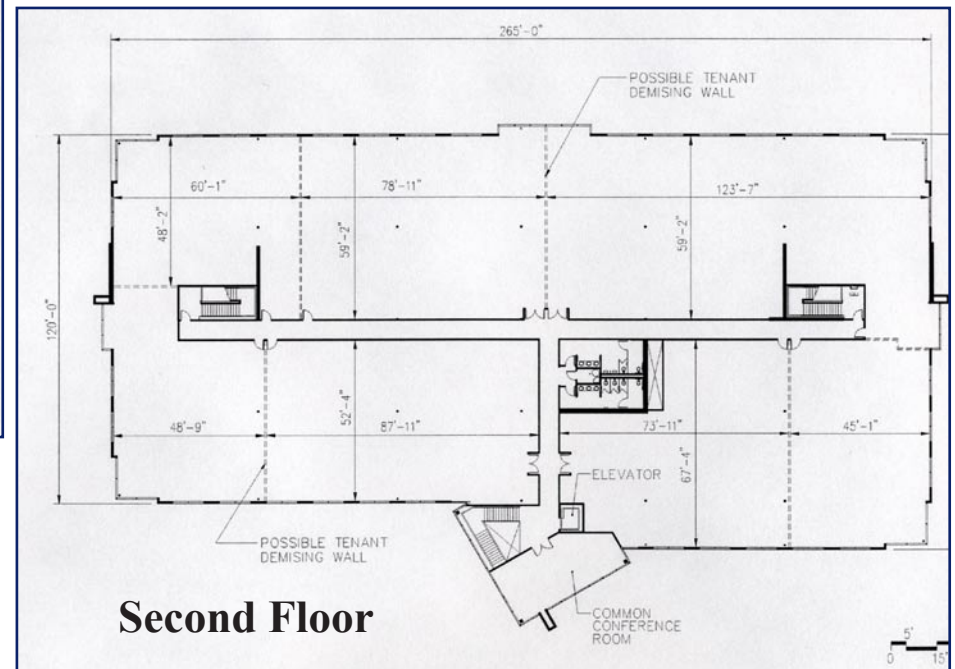 265'-0"
POSSIBLE TENANT
DEMISING WALL
60'-1"
78'-11"
123'-7"
48'-2"
59'-2"
59'-2"
120'-0"
52'-4"
48'-9"
87'-11"
73'-11"
45'-1"
67'-4"
ELEVATOR
POSSIBLE TENANT
DEMISING WALL
Second Floor
COMMON
CONFERENCE
ROOM
5'
0 15'